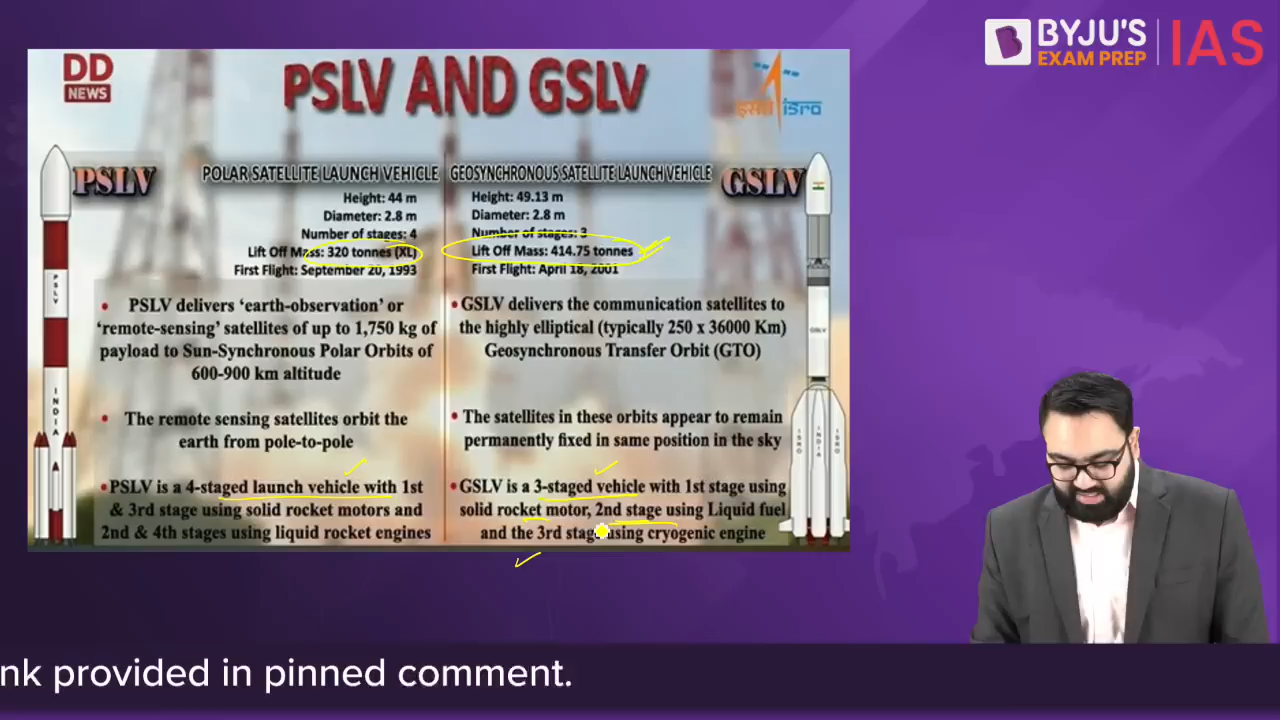 BYJU'S
EXAM PREP
IAS
DD
NEWS
PSLV AND GSLV
इसरो isro
PSLV
POLAR SATELLITE LAUNCH VEHICLE
Height: 44 m
Diameter: 2.8 m
Number of stages: 4
Lift Off Mass: 320 tonnes (XL)
First Flight: September 20, 1993
GEOSYNCHRONOUS SATELLITE LAUNCH VEHICLE
GSLV
Height: 49.13 m
Diameter: 2.8 m
Number of stages: 3
Lift Off Mass: 414.75 tonnes
First Flight: April 18, 2001
• PSLV delivers ‘earth-observation’ or
‘remote-sensing’ satellites of up to 1,750 kg of
payload to Sun-Synchronous Polar Orbits of
600-900 km altitude
• The remote sensing satellites orbit the
earth from pole-to-pole
• PSLV is a 4-staged launch vehicle with 1st
& 3rd stage using solid rocket motors and
2nd & 4th stages using liquid rocket engines
• GSLV delivers the communication satellites to
the highly elliptical (typically 250 x 36000 Km)
Geosynchronous Transfer Orbit (GTO)
• The satellites in these orbits appear to remain
permanently fixed in same position in the sky
• GSLV is a 3-staged vehicle with 1st stage using
solid rocket motor, 2nd stage using Liquid fuel
and the 3rd stage using cryogenic engine
PSLV
INDIA
GSLV
ISRO
INDIA
ISRO
nk provided in pinned comment.